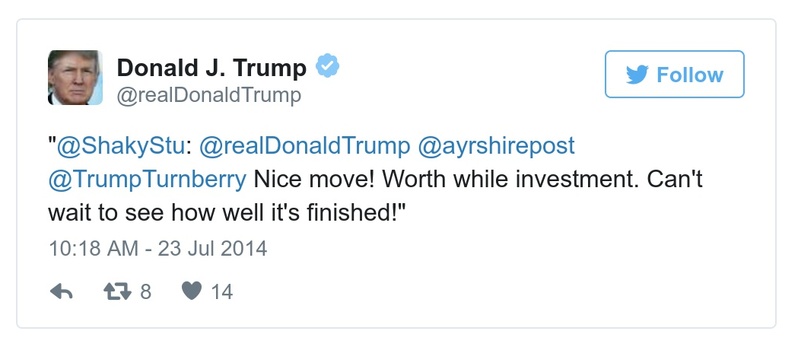 Donald J. Trump
@realDonaldTrump
Follow
"@ShakyStu: @realDonaldTrump @ayrshirepost
@TrumpTurnberry Nice move! Worth while investment. Can't
wait to see how well it's finished!"
10:18 AM - 23 Jul 2014
8 14